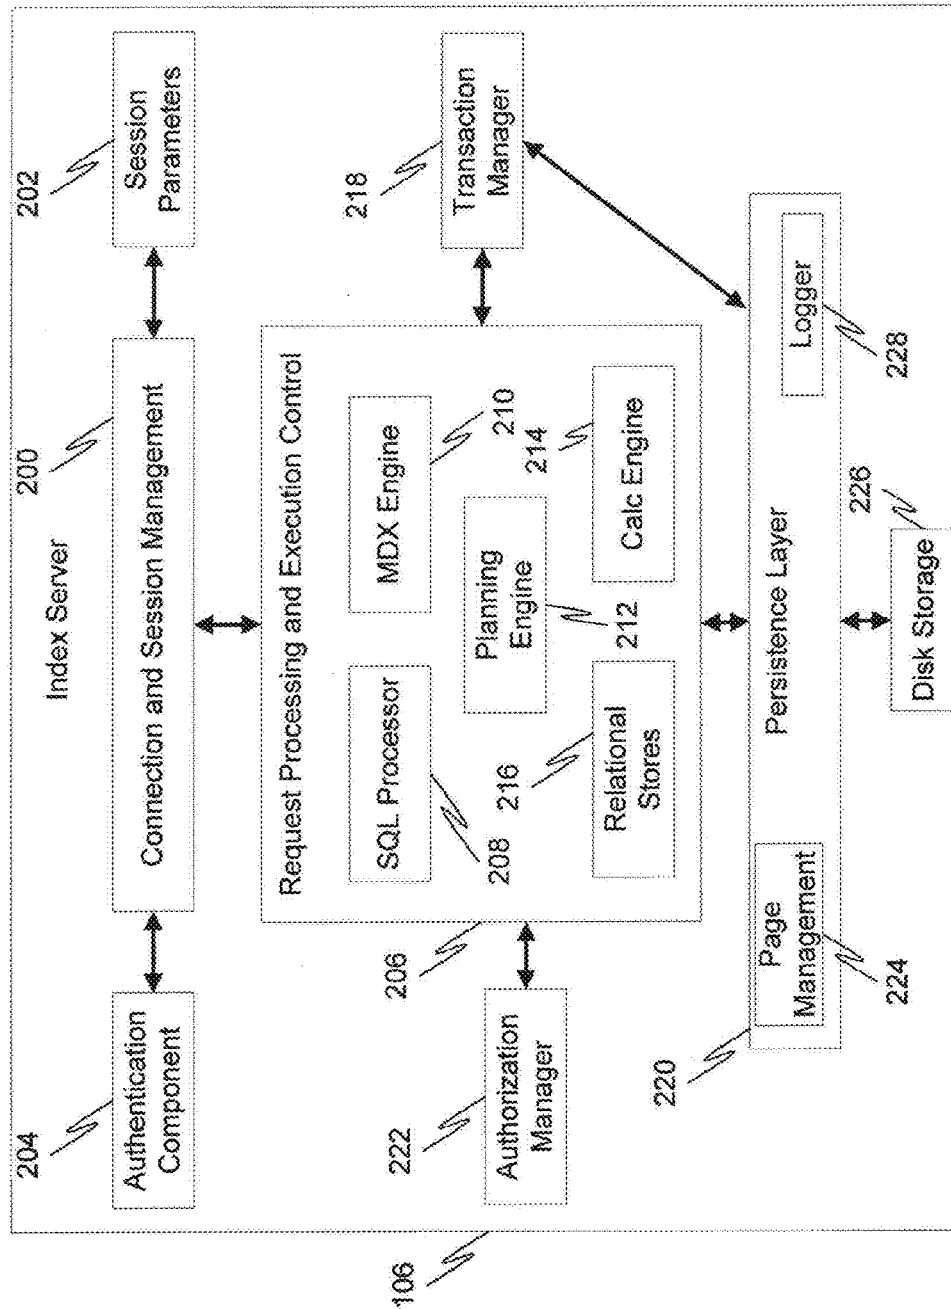 Index Server
106
200
202
204
Authentication
Component
Connection and Session Management
Session
Parameters
Request Processing and Execution Control
206
SQL Processor
208
MDX Engine
210
Planning
Engine
212
216
Relational
Stores
214
Calc Engine
222
Authorization
Manager
218
Transaction
Manager
220
Page
Management
224
Persistence Layer
Logger
228
226
Disk Storage